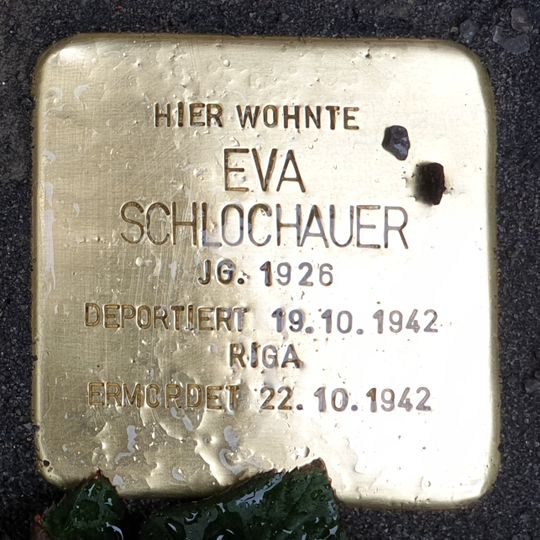 HIER WOHNTE
EVA
SCHLOCHAUER
JG. 1926
DEPORTIERT 19.10.1942
RIGA
ERMORDET 22.10.1942